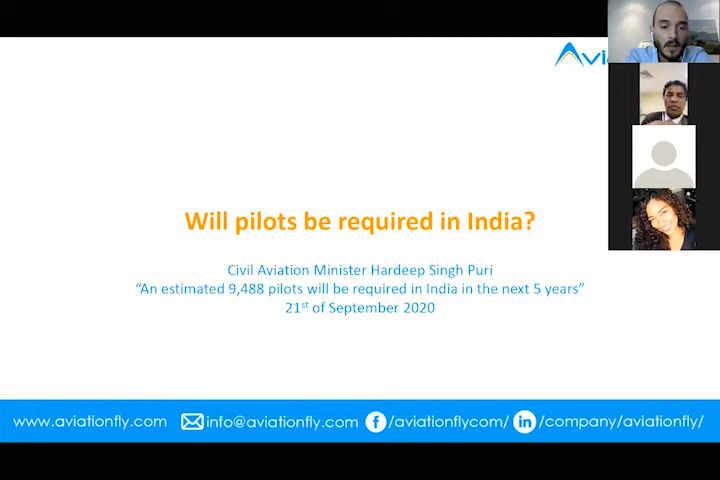 Avi
Will pilots be required in India?
Civil Aviation Minister Hardeep Singh Puri
“An estimated 9,488 pilots will be required in India in the next 5 years”
21st of September 2020
www.aviationfly.com info@aviationfly.com /aviationflycom/ /company/aviationfly/